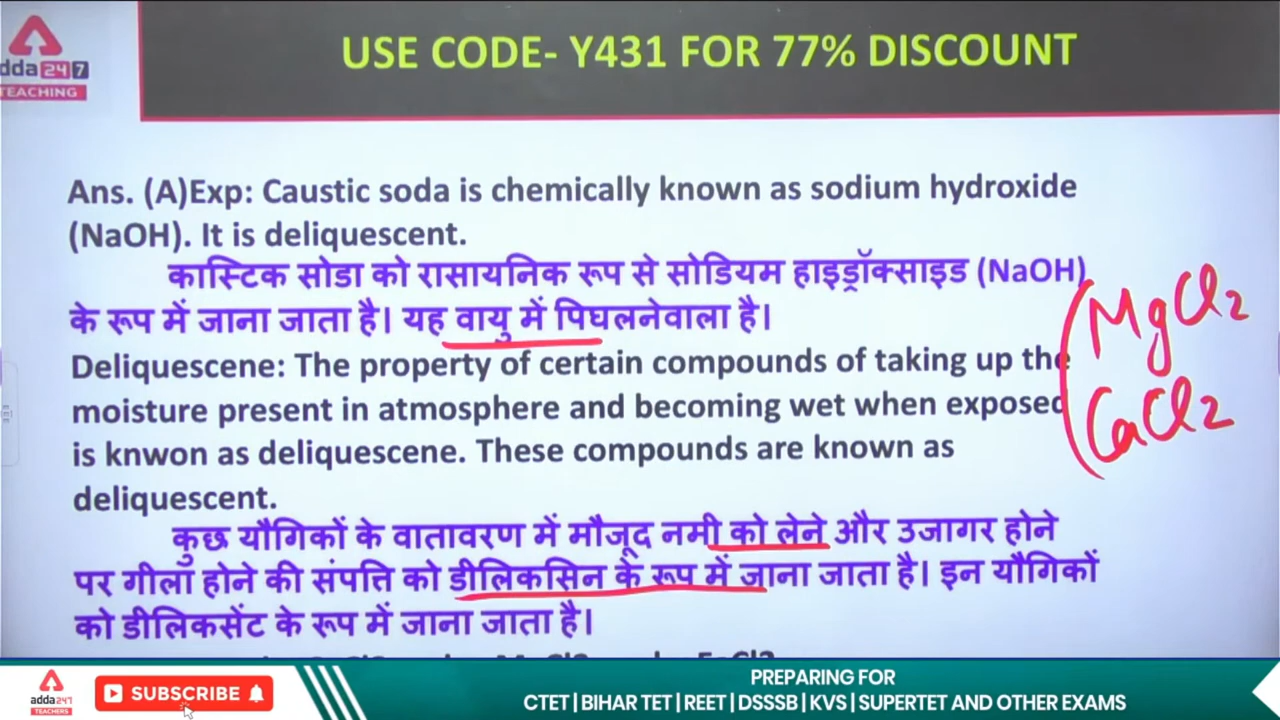 USE CODE- Y431 FOR 77% DISCOUNT
adda 24 7
TEACHING
Ans. (A)Exp: Caustic soda is chemically known as sodium hydroxide
(NaOH). It is deliquescent.
कास्टिक सोडा को रासायनिक रूप से सोडियम हाइड्रॉक्साइड (NaOH)
के रूप में जाना जाता है। यह वायु में पिघलनेवाला है।
MgCl2
CaCl2
Deliquescene: The property of certain compounds of taking up the
moisture present in atmosphere and becoming wet when exposed
is knwon as deliquescene. These compounds are known as
deliquescent.
कुछ यौगिकों के वातावरण में मौजूद नमी को लेने और उजागर होने
पर गीला होने की संपत्ति को डीलिकसिन के रूप में जाना जाता है। इन यौगिकों
को डीलिकसेंट के रूप में जाना जाता है।
adda 247
TEACHERS
SUBSCRIBE
PREPARING FOR
CTET | BIHAR TET | REET | DSSSB | KVS | SUPERTET AND OTHER EXAMS